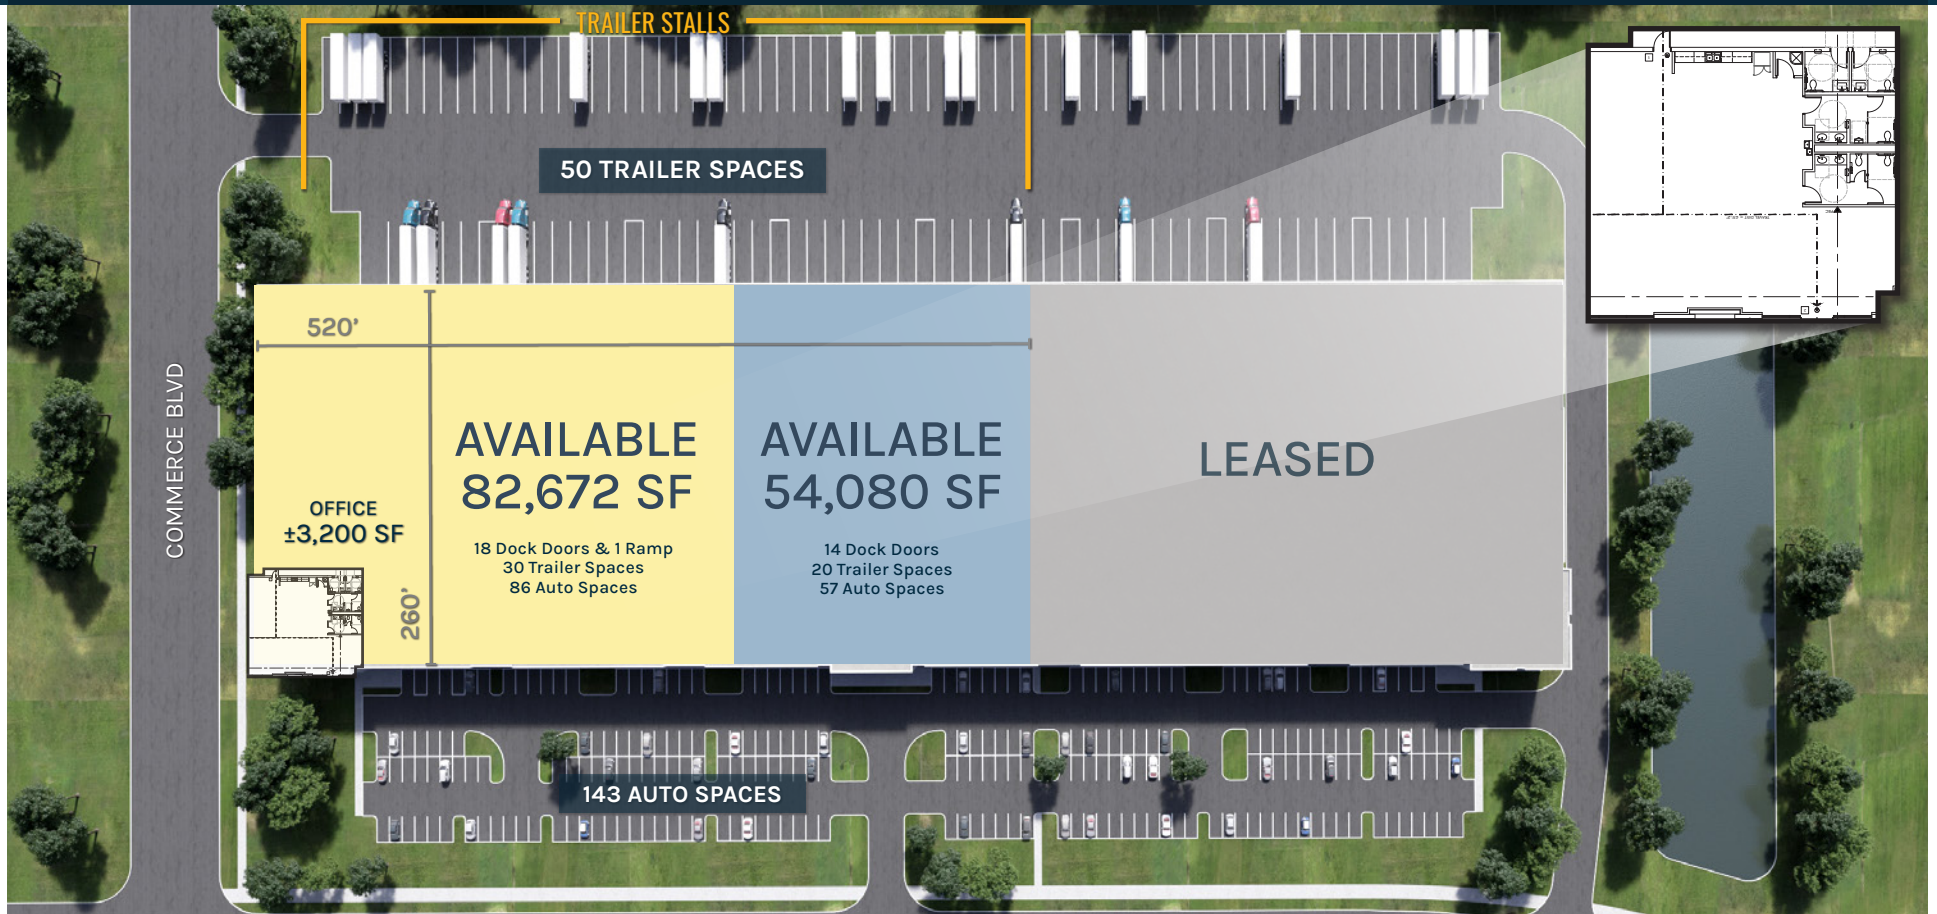 TRAILER STALLS
50 TRAILER SPACES
520’
260’
COMMERCE BLVD
OFFICE
±3,200 SF
AVAILABLE
82,672 SF
18 Dock Doors & 1 Ramp
30 Trailer Spaces
86 Auto Spaces
AVAILABLE
54,080 SF
14 Dock Doors
20 Trailer Spaces
57 Auto Spaces
LEASED
143 AUTO SPACES